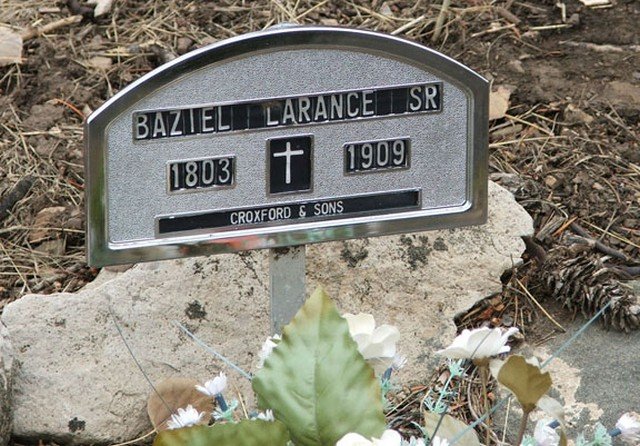 BAZIEL LARANCE SR
1803 1909
CROXFORD & SONS